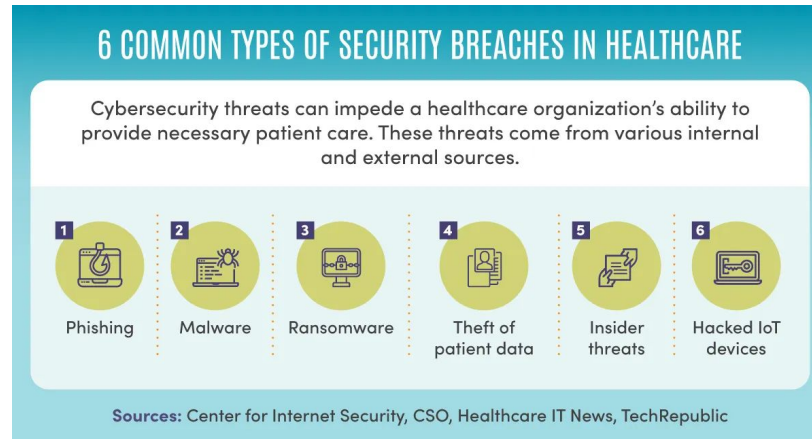 6 COMMON TYPES OF SECURITY BREACHES IN HEALTHCARE
Cybersecurity threats can impede a healthcare organization's ability to
provide necessary patient care. These threats come from various internal
and external sources.
1
Phishing
2
Malware
3
Ransomware
4
Theft of
patient data
5
Insider
threats
6
Hacked IoT
devices
Sources: Center for Internet Security, CSO, Healthcare IT News, TechRepublic